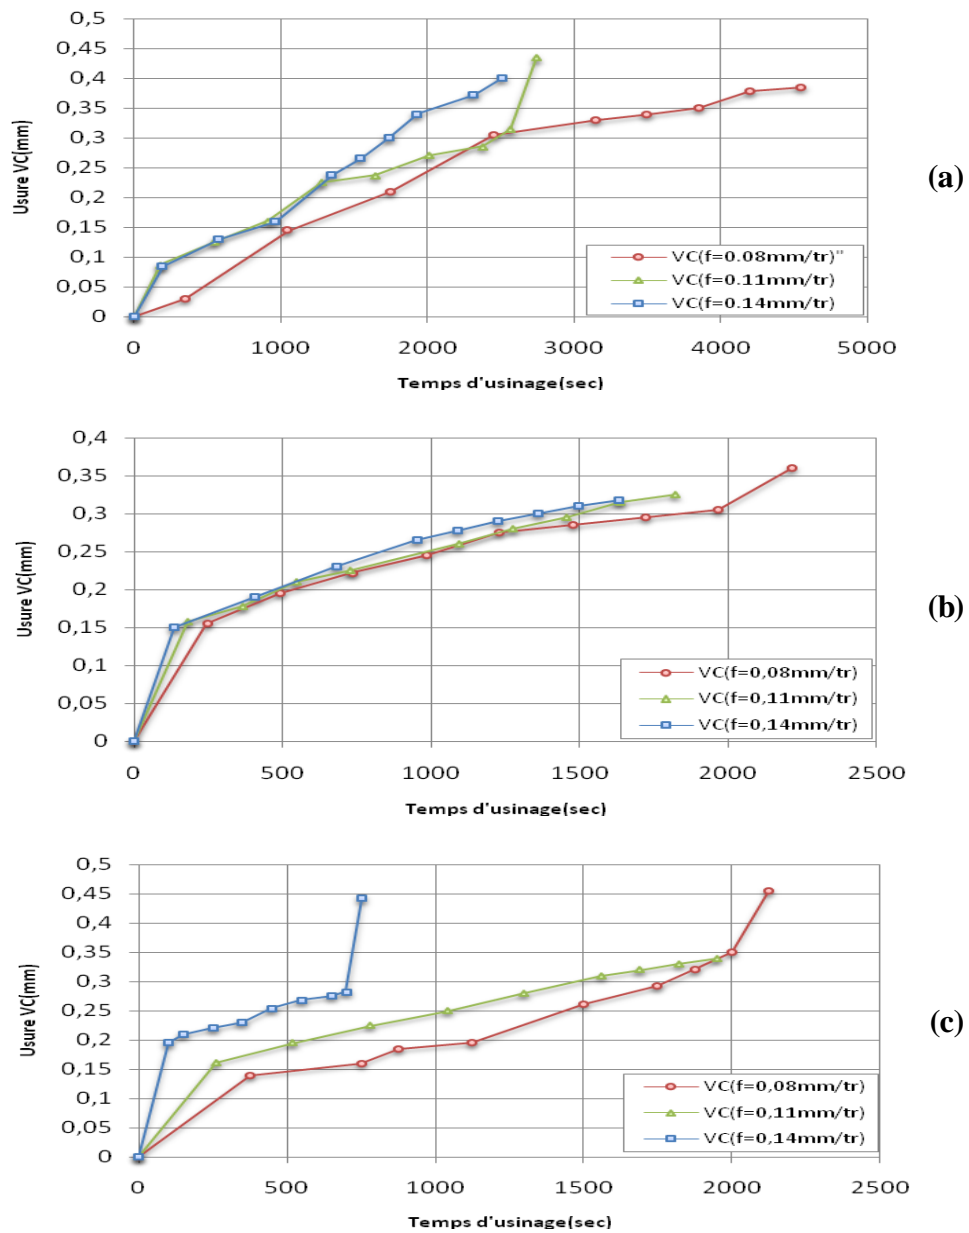 0,5
0,45
0,4
0,35
0,3
0,25
0,2
0,15
0,1
0,05
0
Usure VC(mm)
VC(f=0.08mm/tr)"
VC(f=0.11mm/tr)
VC(f=0.14mm/tr)
0 1000 2000 3000 4000 5000
Temps d'usinage(sec)
(a)
0,4
0,35
0,3
0,25
0,2
0,15
0,1
0,05
0
Usure VC(mm)
VC(f=0,08mm/tr)
VC(f=0,11mm/tr)
VC(f=0,14mm/tr)
0 500 1000 1500 2000 2500
Temps d'usinage(sec)
(b)
0,5
0,45
0,4
0,35
0,3
0,25
0,2
0,15
0,1
0,05
0
Usure VC(mm)
VC(f=0,08mm/tr)
VC(f=0,11mm/tr)
VC(f=0,14mm/tr)
0 500 1000 1500 2000 2500
Temps d'usinage(sec)
(c)